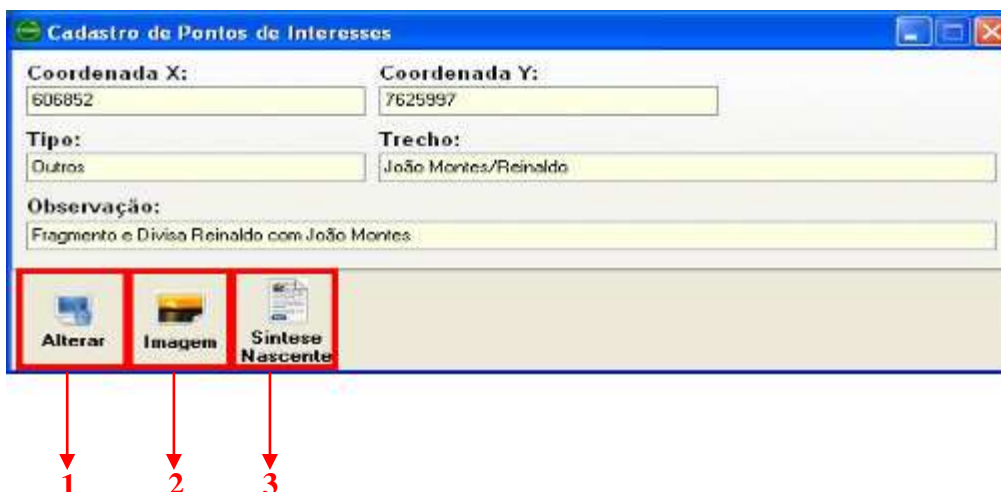 Cadastro de Pontos de Interesses
Coordenada X: Coordenada Y:
606852 7625997
Tipo: Trecho:
Outros João Montes/Reinaldo
Observação:
Fragmento e Divisa Reinaldo com João Montes
Alterar Imagem Síntese Nascente
1 2 3